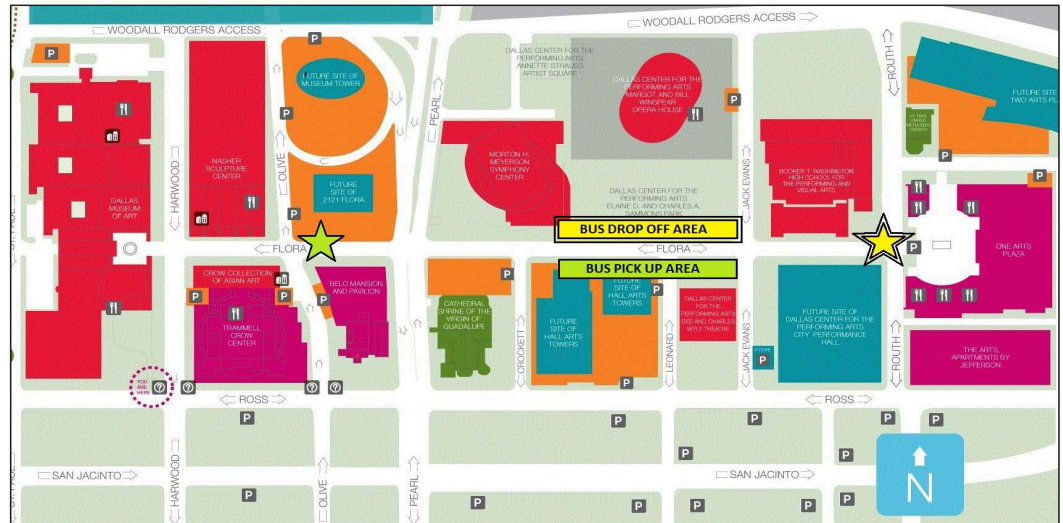 WOODALL RODGERS ACCESS
WOODALL RODGERS ACCESS
P
P
FUTURE SITE OF
MUSEUM TOWER
P
DALLAS CENTER FOR THE
PERFORMING ARTS
ANNETTE STRAUSS
ARTIST SQUARE
DALLAS CENTER FOR THE
PERFORMING ARTS
MARGOT AND BILL
WINSPEAR
OPERA HOUSE
P
ROUTH
FUTURE SITE
TWO ARTS PL
P
PEARL
HARWOOD
NASHER
SCULPTURE
CENTER
OLIVE
FUTURE
SITE OF
2121 FLORA
P
MORTON H.
MEYERSON
SYMPHONY
CENTER
DALLAS CENTER FOR THE
PERFORMING ARTS
ELAINE D. AND CHARLES A.
SAMMONS PARK
JACK EVANS
BOOKER T. WASHINGTON
HIGH SCHOOL FOR
THE PERFORMING AND
VISUAL ARTS
P
DALLAS
MUSEUM
OF ART
BUS DROP OFF AREA
FLORA
FLORA
P
ONE ARTS
PLAZA
BUS PICK UP AREA
CROW COLLECTION
OF ASIAN ART
P
P
P
BELO MANSION
AND PAVILION
P
CATHEDRAL
SHRINE OF THE
VIRGIN OF
GUADALUPE
FUTURE
SITE OF
HALL ARTS
TOWERS
FUTURE
SITE OF
HALL ARTS
TOWERS
P
DALLAS CENTER
FOR THE
PERFORMING ARTS
DEE AND CHARLES
WYLY THEATRE
FUTURE SITE OF
DALLAS CENTER FOR THE
PERFORMING ARTS
CITY PERFORMANCE
HALL
TRAMMELL
CROW
CENTER
CROCKETT
LEONARD
JACK EVANS
FUTURE
P
ROUTH
THE ARTS,
APARTMENTS BY
JEFFERSON
YOU
ARE
HERE
?
?
?
P
ROSS
ROSS
P
P
P
P
P
P
P
P
SAN JACINTO
HARWOOD
OLIVE
PEARL
SAN JACINTO
N
P
P
P
P
P
P